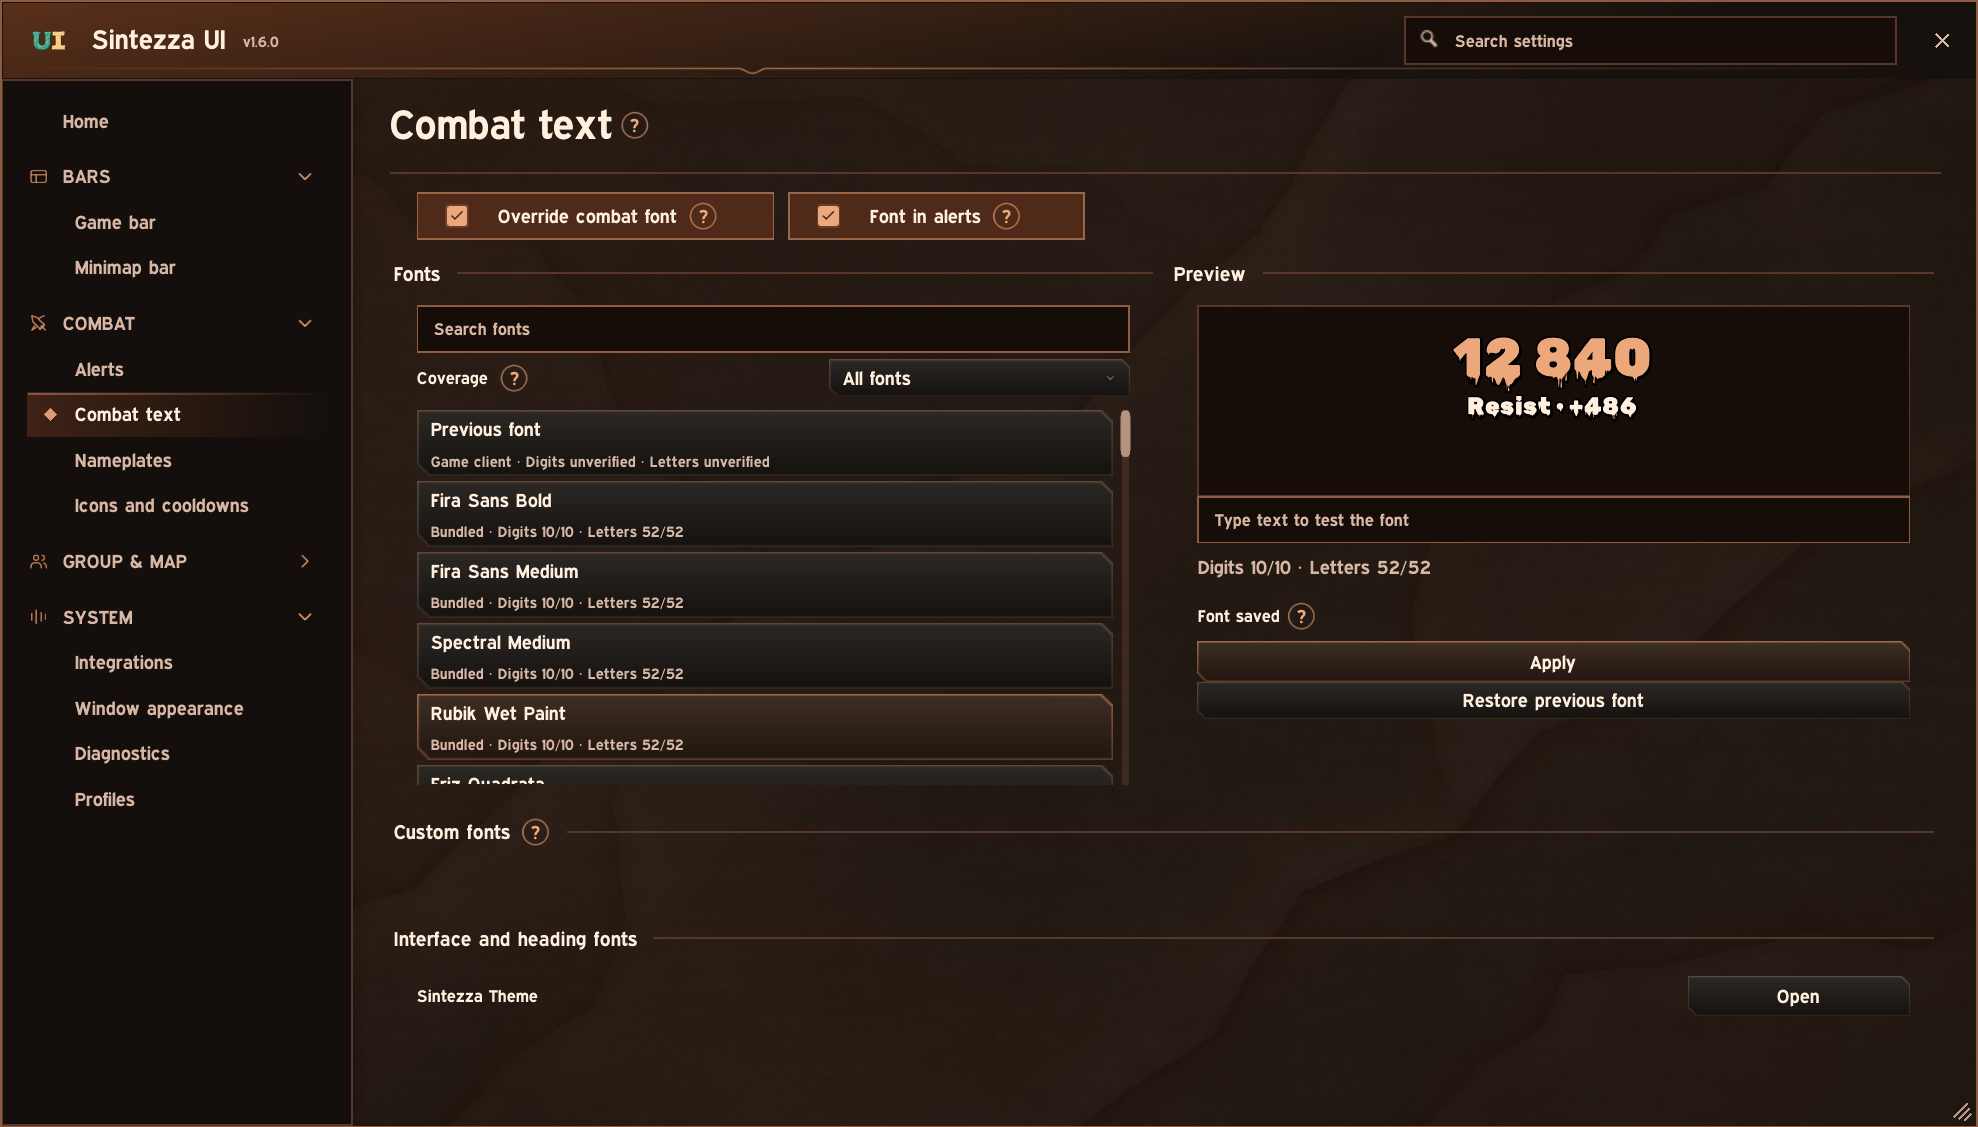 UI Sintezza UI v1.6.0
Search settings
Home
BARS
Game bar
Minimap bar
COMBAT
Alerts
Combat text
Nameplates
Icons and cooldowns
GROUP & MAP
SYSTEM
Integrations
Window appearance
Diagnostics
Profiles
Combat text ?
Override combat font ?
Font in alerts ?
Fonts
Search fonts
Coverage ?
All fonts
Previous font
Game client · Digits unverified · Letters unverified
Fira Sans Bold
Bundled · Digits 10/10 · Letters 52/52
Fira Sans Medium
Bundled · Digits 10/10 · Letters 52/52
Spectral Medium
Bundled · Digits 10/10 · Letters 52/52
Rubik Wet Paint
Bundled · Digits 10/10 · Letters 52/52
Friz Quadrata
Preview
12 840
Resist · +486
Type text to test the font
Digits 10/10 · Letters 52/52
Font saved ?
Apply
Restore previous font
Custom fonts ?
Interface and heading fonts
Sintezza Theme
Open